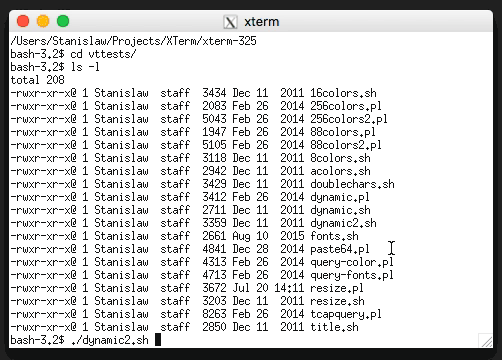 xterm
/Users/Stanislaw/Projects/XTerm/xterm-325
bash-3.2$ cd vttests/
bash-3.2$ ls -l
total 208
-rwxr-xr-x@ 1 Stanislaw  staff  3434 Dec 11  2011 16colors.sh
-rwxr-xr-x@ 1 Stanislaw  staff  2083 Feb 26  2014 256colors.pl
-rwxr-xr-x@ 1 Stanislaw  staff  5043 Feb 26  2014 256colors2.pl
-rwxr-xr-x@ 1 Stanislaw  staff  1947 Feb 26  2014 88colors.pl
-rwxr-xr-x@ 1 Stanislaw  staff  5105 Feb 26  2014 88colors2.pl
-rwxr-xr-x@ 1 Stanislaw  staff  3118 Dec 11  2011 8colors.sh
-rwxr-xr-x@ 1 Stanislaw  staff  2942 Dec 11  2011 acolors.sh
-rwxr-xr-x@ 1 Stanislaw  staff  3429 Dec 11  2011 doublechars.sh
-rwxr-xr-x@ 1 Stanislaw  staff  3412 Feb 26  2014 dynamic.pl
-rwxr-xr-x@ 1 Stanislaw  staff  2711 Dec 11  2011 dynamic.sh
-rwxr-xr-x@ 1 Stanislaw  staff  3359 Dec 11  2011 dynamic2.sh
-rwxr-xr-x@ 1 Stanislaw  staff  2661 Aug 10  2015 fonts.sh
-rwxr-xr-x@ 1 Stanislaw  staff  4841 Dec 28  2014 paste64.pl
-rwxr-xr-x@ 1 Stanislaw  staff  4313 Feb 26  2014 query-color.pl
-rwxr-xr-x@ 1 Stanislaw  staff  4713 Feb 26  2014 query-fonts.pl
-rwxr-xr-x@ 1 Stanislaw  staff  3672 Jul 20 14:11 resize.pl
-rwxr-xr-x@ 1 Stanislaw  staff  3203 Dec 11  2011 resize.sh
-rwxr-xr-x@ 1 Stanislaw  staff  8263 Feb 26  2014 tcapquery.pl
-rwxr-xr-x@ 1 Stanislaw  staff  2850 Dec 11  2011 title.sh
bash-3.2$ ./dynamic2.sh